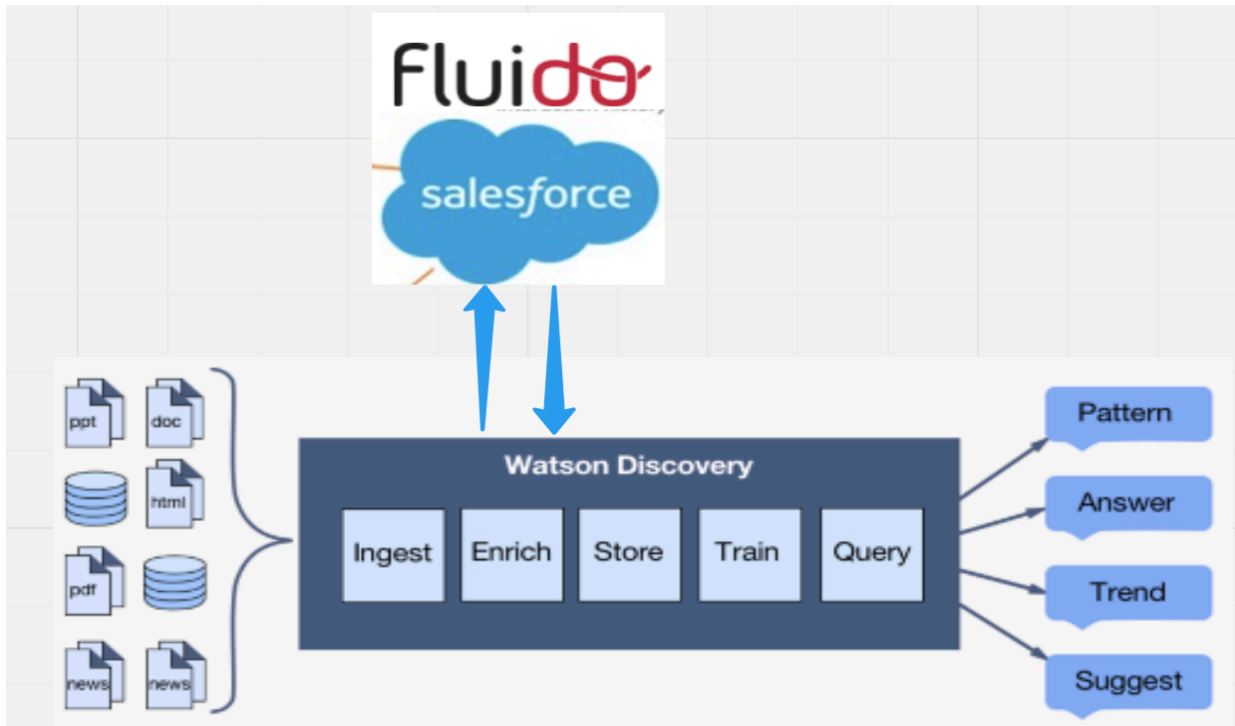 Fluido
salesforce
ppt
doc
html
pdf
news
news
Watson Discovery
Ingest
Enrich
Store
Train
Query
Pattern
Answer
Trend
Suggest